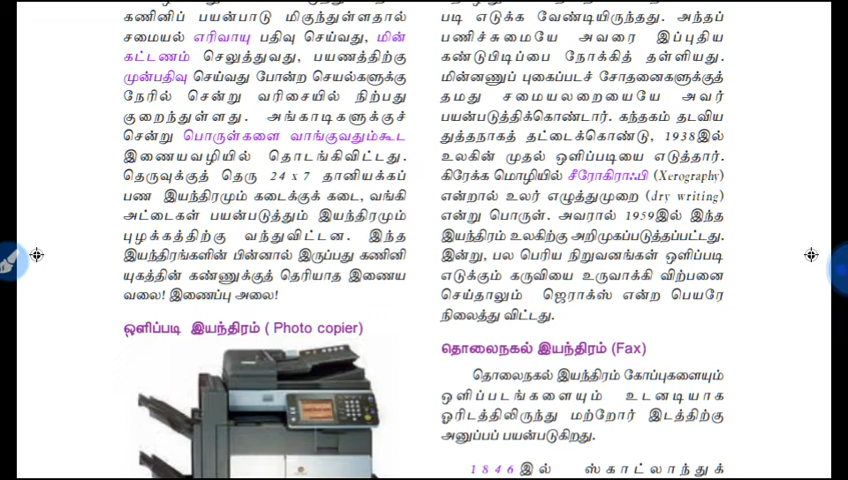 கணினிப் பயன்பாடு மிகுந்துள்ளதால்
சமையல் எரிவாயு பதிவு செய்வது, மின்
கட்டணம் செலுத்துவது, பயணத்திற்கு
முன்பதிவு செய்வது போன்ற செயல்களுக்கு
நேரில் சென்று வரிசையில் நிற்பது
குறைந்துள்ளது. அங்காடிகளுக்குச்
சென்று பொருள்களை வாங்குவதும்கூட
இணையவழியில் தொடங்கிவிட்டது.
தெருவுக்குத் தெரு 24 x 7 தானியக்கப்
பண இயந்திரமும் கடைக்குக் கடை, வங்கி
அட்டைகள் பயன்படுத்தும் இயந்திரமும்
புழக்கத்திற்கு வந்துவிட்டன. இந்த
இயந்திரங்களின் பின்னால் இருப்பது கணினி
யுகத்தின் கண்ணுக்குத் தெரியாத இணைய
வலை! இணைப்பு அலை!
ஒளிப்படி இயந்திரம் ( Photo copier)
படி எடுக்க வேண்டியிருந்தது. அந்தப்
பணிச்சுமையே அவரை இப்புதிய
கண்டுபிடிப்பை நோக்கித் தள்ளியது.
மின்னணுப் புகைப்படச் சோதனைகளுக்குத்
தமது சமையலறையையே அவர்
பயன்படுத்திக்கொண்டார். கந்தகம் தடவிய
துத்தநாகத் தட்டைக்கொண்டு, 1938இல்
உலகின் முதல் ஒளிப்படியை எடுத்தார்.
கிரேக்க மொழியில் சீரோகிராஃபி (Xerography)
என்றால் உலர் எழுத்துமுறை (dry writing)
என்று பொருள். அவரால் 1959இல் இந்த
இயந்திரம் உலகிற்கு அறிமுகப்படுத்தப்பட்டது.
இன்று, பல பெரிய நிறுவனங்கள் ஒளிப்படி
எடுக்கும் கருவியை உருவாக்கி விற்பனை
செய்தாலும் ஜெராக்ஸ் என்ற பெயரே
நிலைத்து விட்டது.
தொலைநகல் இயந்திரம் (Fax)
தொலைநகல் இயந்திரம் கோப்புகளையும்
ஒளிப்படங்களையும் உடனடியாக
ஓரிடத்திலிருந்து மற்றோர் இடத்திற்கு
அனுப்பப் பயன்படுகிறது.
1846இல் ஸ்காட்லாந்துக்